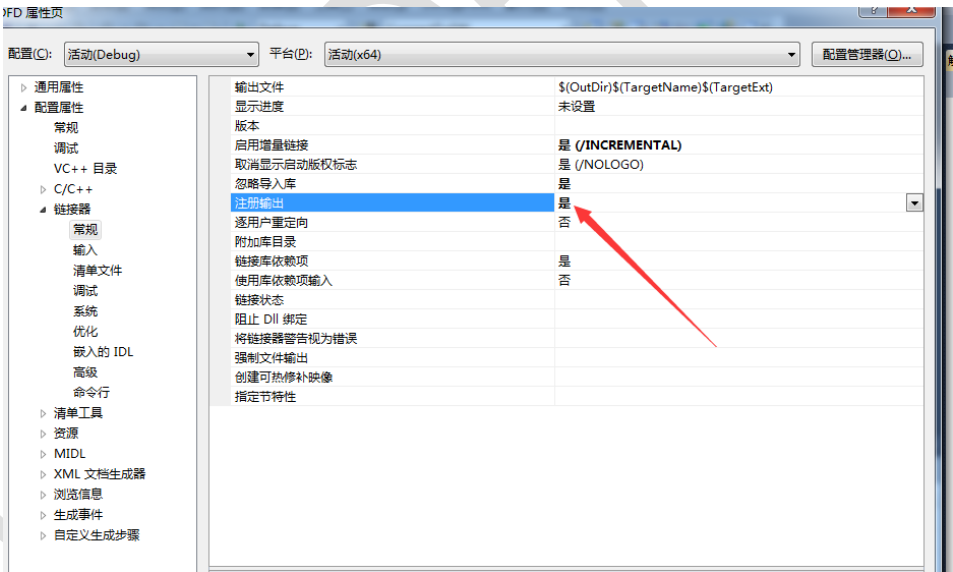 OFD 属性页
配置(C): 活动(Debug) 平台(P): 活动(x64) 配置管理器(O)...
通用属性
配置属性
常规
调试
VC++ 目录
C/C++
链接器
常规
输入
清单文件
调试
系统
优化
嵌入的 IDL
高级
命令行
清单工具
资源
MIDL
XML 文档生成器
浏览信息
生成事件
自定义生成步骤
输出文件 $(OutDir)$(TargetName)$(TargetExt)
显示进度 未设置
版本
启用增量链接 是 (/INCREMENTAL)
取消显示启动版权标志 是 (/NOLOGO)
忽略导入库 是
注册输出 是
逐用户重定向 否
附加库目录
链接库依赖项 是
使用库依赖项输入 否
链接状态
阻止 Dll 绑定
将链接器警告视为错误
强制文件输出
创建可热修补映像
指定节特性